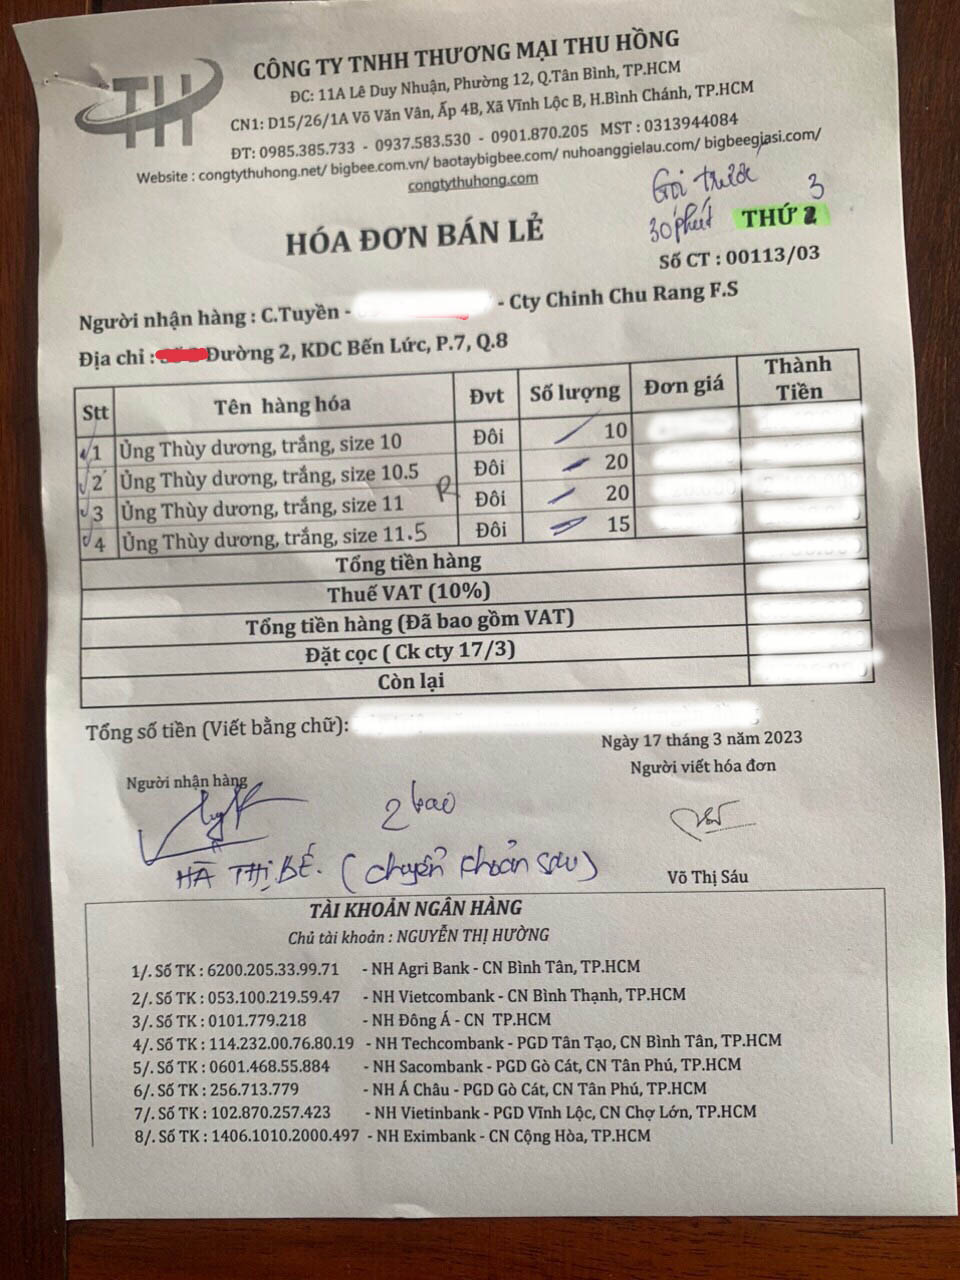 TH
CÔNG TY TNHH THƯƠNG MẠI THU HỒNG
ĐC: 11A Lê Duy Nhuận, Phường 12, Q.Tân Bình, TP.HCM
CN1: D15/26/1A Võ Văn Vân, Ấp 4B, Xã Vĩnh Lộc B, H.Bình Chánh, TP.HCM
ĐT: 0985.385.733 - 0937.583.530 - 0901.870.205 MST : 0313944084
Website : congtythuhong.net/ bigbee.com.vn/ baotaybigbee.com/ nuhoanggielau.com/ bigbeegiasi.com/
congtythuhong.com
Gọi trước
30 phút
3
THỨ 2
HÓA ĐƠN BÁN LẺ
Số CT : 00113/03
Người nhận hàng : C.Tuyền - - Cty Chinh Chu Rang F.S
Địa chỉ : Đường 2, KDC Bến Lức, P.7, Q.8
Stt Tên hàng hóa Đvt Số lượng Đơn giá Thành Tiền
1 Ủng Thùy dương, trắng, size 10 Đôi 10
2 Ủng Thùy dương, trắng, size 10.5 Đôi 20
3 Ủng Thùy dương, trắng, size 11 R Đôi 20
4 Ủng Thùy dương, trắng, size 11.5 Đôi 15
Tổng tiền hàng
Thuế VAT (10%)
Tổng tiền hàng (Đã bao gồm VAT)
Đặt cọc ( Ck cty 17/3)
Còn lại
Tổng số tiền (Viết bằng chữ):
Ngày 17 tháng 3 năm 2023
Người nhận hàng
Người viết hóa đơn
2 bao
HÀ THỊ BÉ. (chuyển khoản sau)
Võ Thị Sáu
TÀI KHOẢN NGÂN HÀNG
Chủ tài khoản : NGUYỄN THỊ HƯỜNG
1/. Số TK : 6200.205.33.99.71 - NH Agri Bank - CN Bình Tân, TP.HCM
2/. Số TK : 053.100.219.59.47 - NH Vietcombank - CN Bình Thạnh, TP.HCM
3/. Số TK : 0101.779.218 - NH Đông Á - CN TP.HCM
4/. Số TK : 114.232.00.76.80.19 - NH Techcombank - PGD Tân Tạo, CN Bình Tân, TP.HCM
5/. Số TK : 0601.468.55.884 - NH Sacombank - PGD Gò Cát, CN Tân Phú, TP.HCM
6/. Số TK : 256.713.779 - NH Á Châu - PGD Gò Cát, CN Tân Phú, TP.HCM
7/. Số TK : 102.870.257.423 - NH Vietinbank - PGD Vĩnh Lộc, CN Chợ Lớn, TP.HCM
8/. Số TK : 1406.1010.2000.497 - NH Eximbank - CN Cộng Hòa, TP.HCM